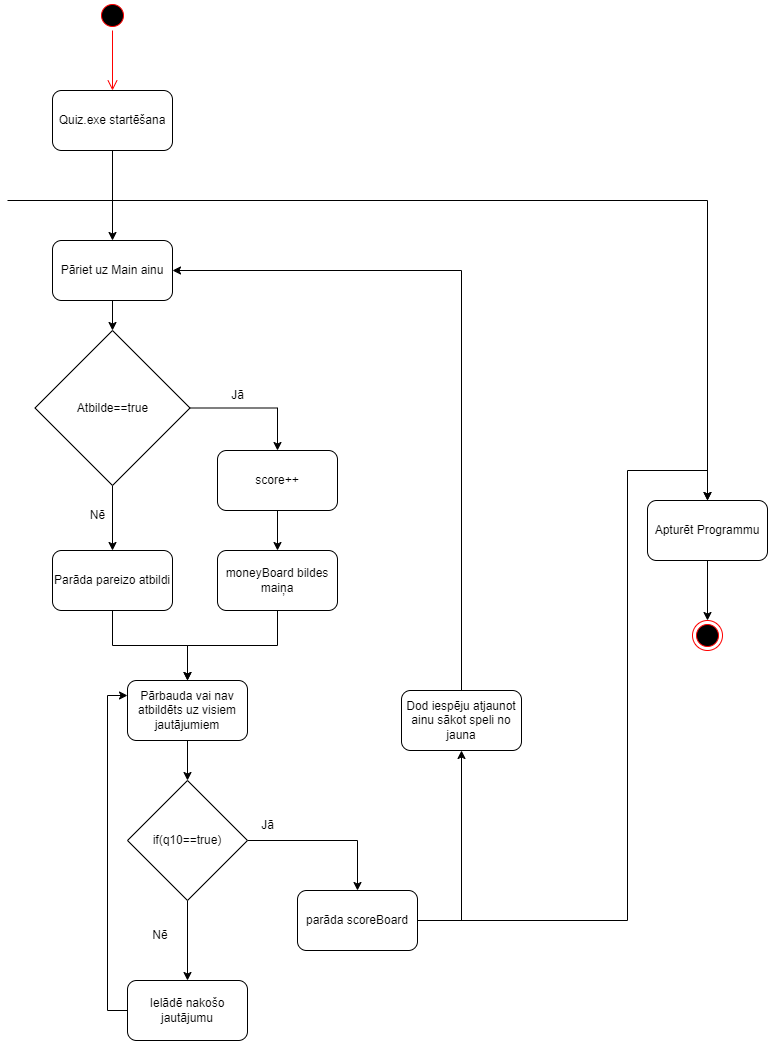 Quiz.exe startēšana
Pāriet uz Main ainu
Atbilde==true
Jā
score++
Nē
Parāda pareizo atbildi
moneyBoard bildes
maiņa
Apturēt Programmu
Pārbauda vai nav
atbildēts uz visiem
jautājumiem
Dod iespēju atjaunot
ainu sākot speli no
jauna
if(q10==true)
Jā
parāda scoreBoard
Nē
Ielādē nakošo
jautājumu